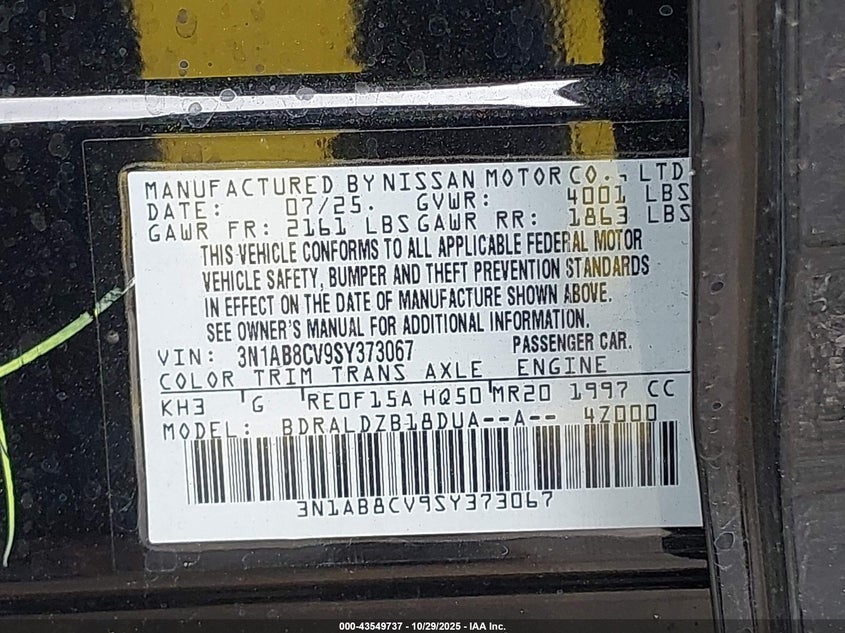 MANUFACTURED BY NISSAN MOTOR CO., LTD
DATE: 07/25. GVWR: 4001 LBS
GAWR FR: 2161 LBS GAWR RR: 1863 LBS
THIS VEHICLE CONFORMS TO ALL APPLICABLE FEDERAL MOTOR
VEHICLE SAFETY, BUMPER AND THEFT PREVENTION STANDARDS
IN EFFECT ON THE DATE OF MANUFACTURE SHOWN ABOVE.
SEE OWNER'S MANUAL FOR ADDITIONAL INFORMATION.
VIN: 3N1AB8CV9SY373067 PASSENGER CAR.
COLOR TRIM TRANS AXLE ENGINE
KH3 G RE0F15A HQ50 MR20 1997 CC
MODEL: BDRALDZB18DUA--A-- 4Z000
3N1AB8CV9SY373067
000-43549737 - 10/29/2025 - IAA Inc.